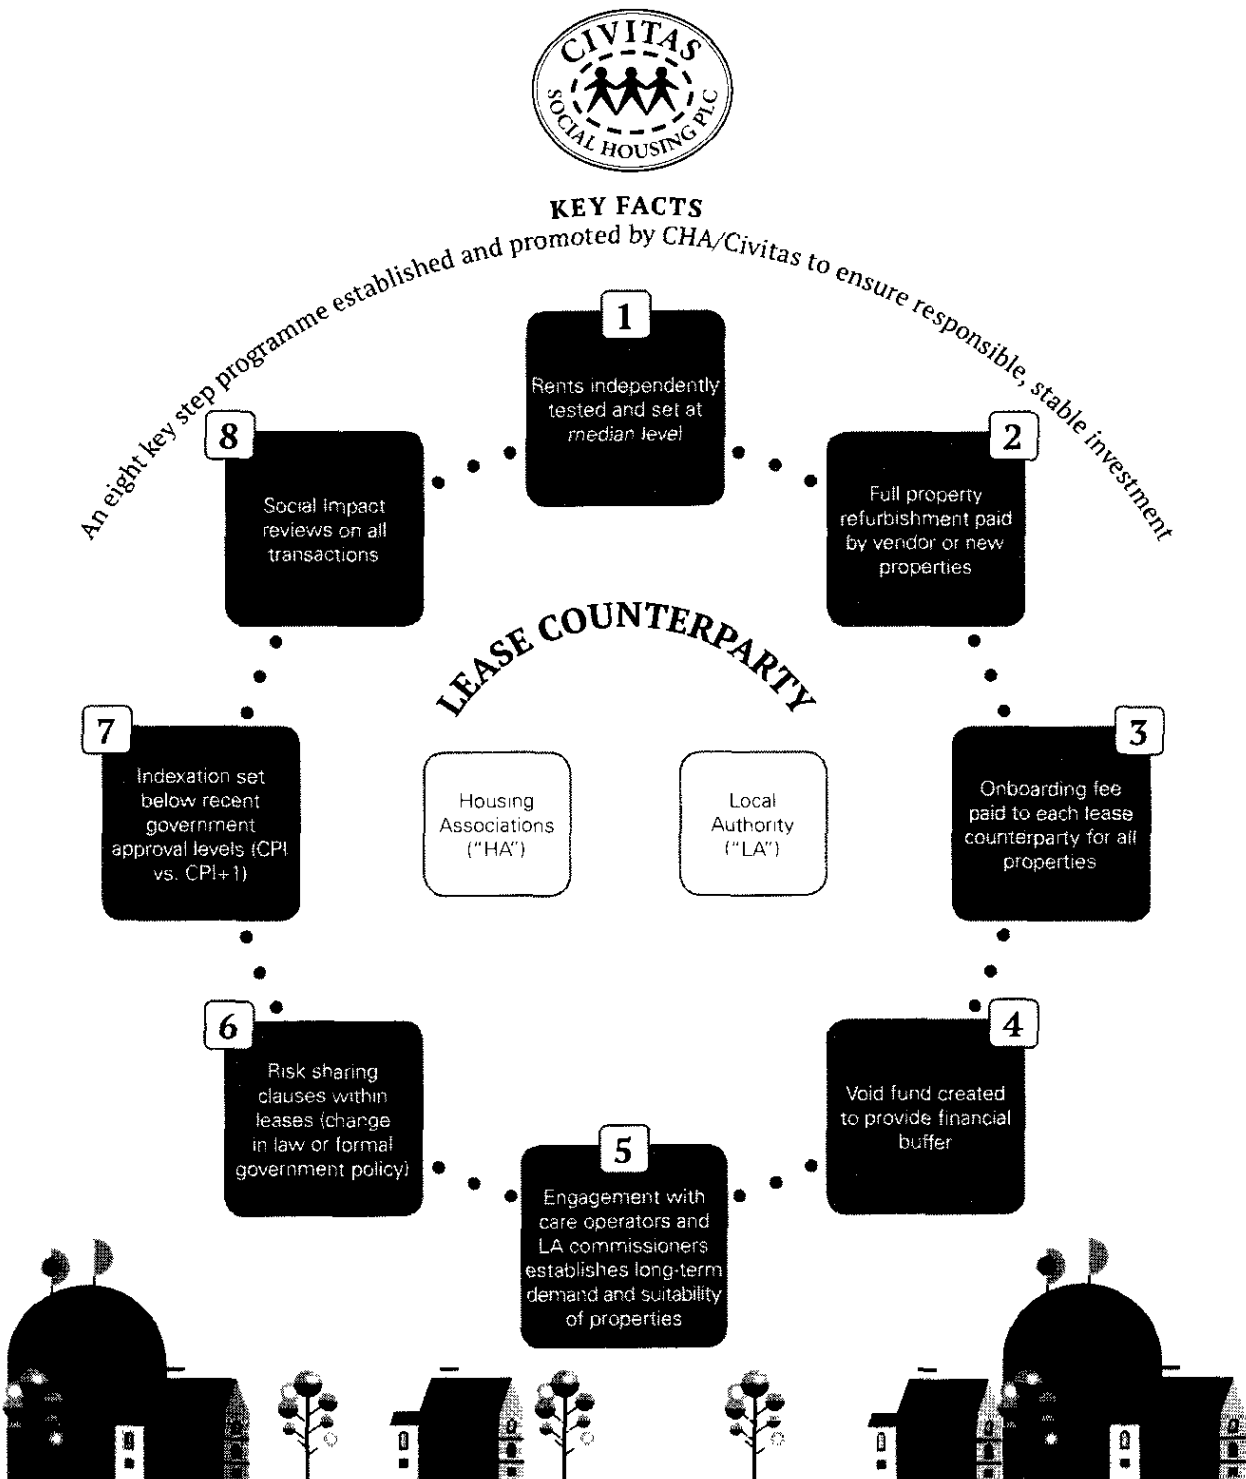 CIVITAS
SOCIAL HOUSING PLC
KEY FACTS
An eight key step programme established and promoted by CHA/Civitas to ensure responsible, stable investment
1
Rents independently
tested and set at
median level
2
Full property
refurbishment paid
by vendor or new
properties
3
Onboarding fee
paid to each lease
counterparty for all
properties
4
Void fund created
to provide financial
buffer
5
Engagement with
care operators and
LA commissioners
establishes long-term
demand and suitability
of properties
6
Risk sharing
clauses within
leases (change
in law or formal
government policy)
7
Indexation set
below recent
government
approval levels (CPI
vs. CPI+1)
8
Social Impact
reviews on all
transactions
LEASE COUNTERPARTY
Housing
Associations
("HA")
Local
Authority
("LA")